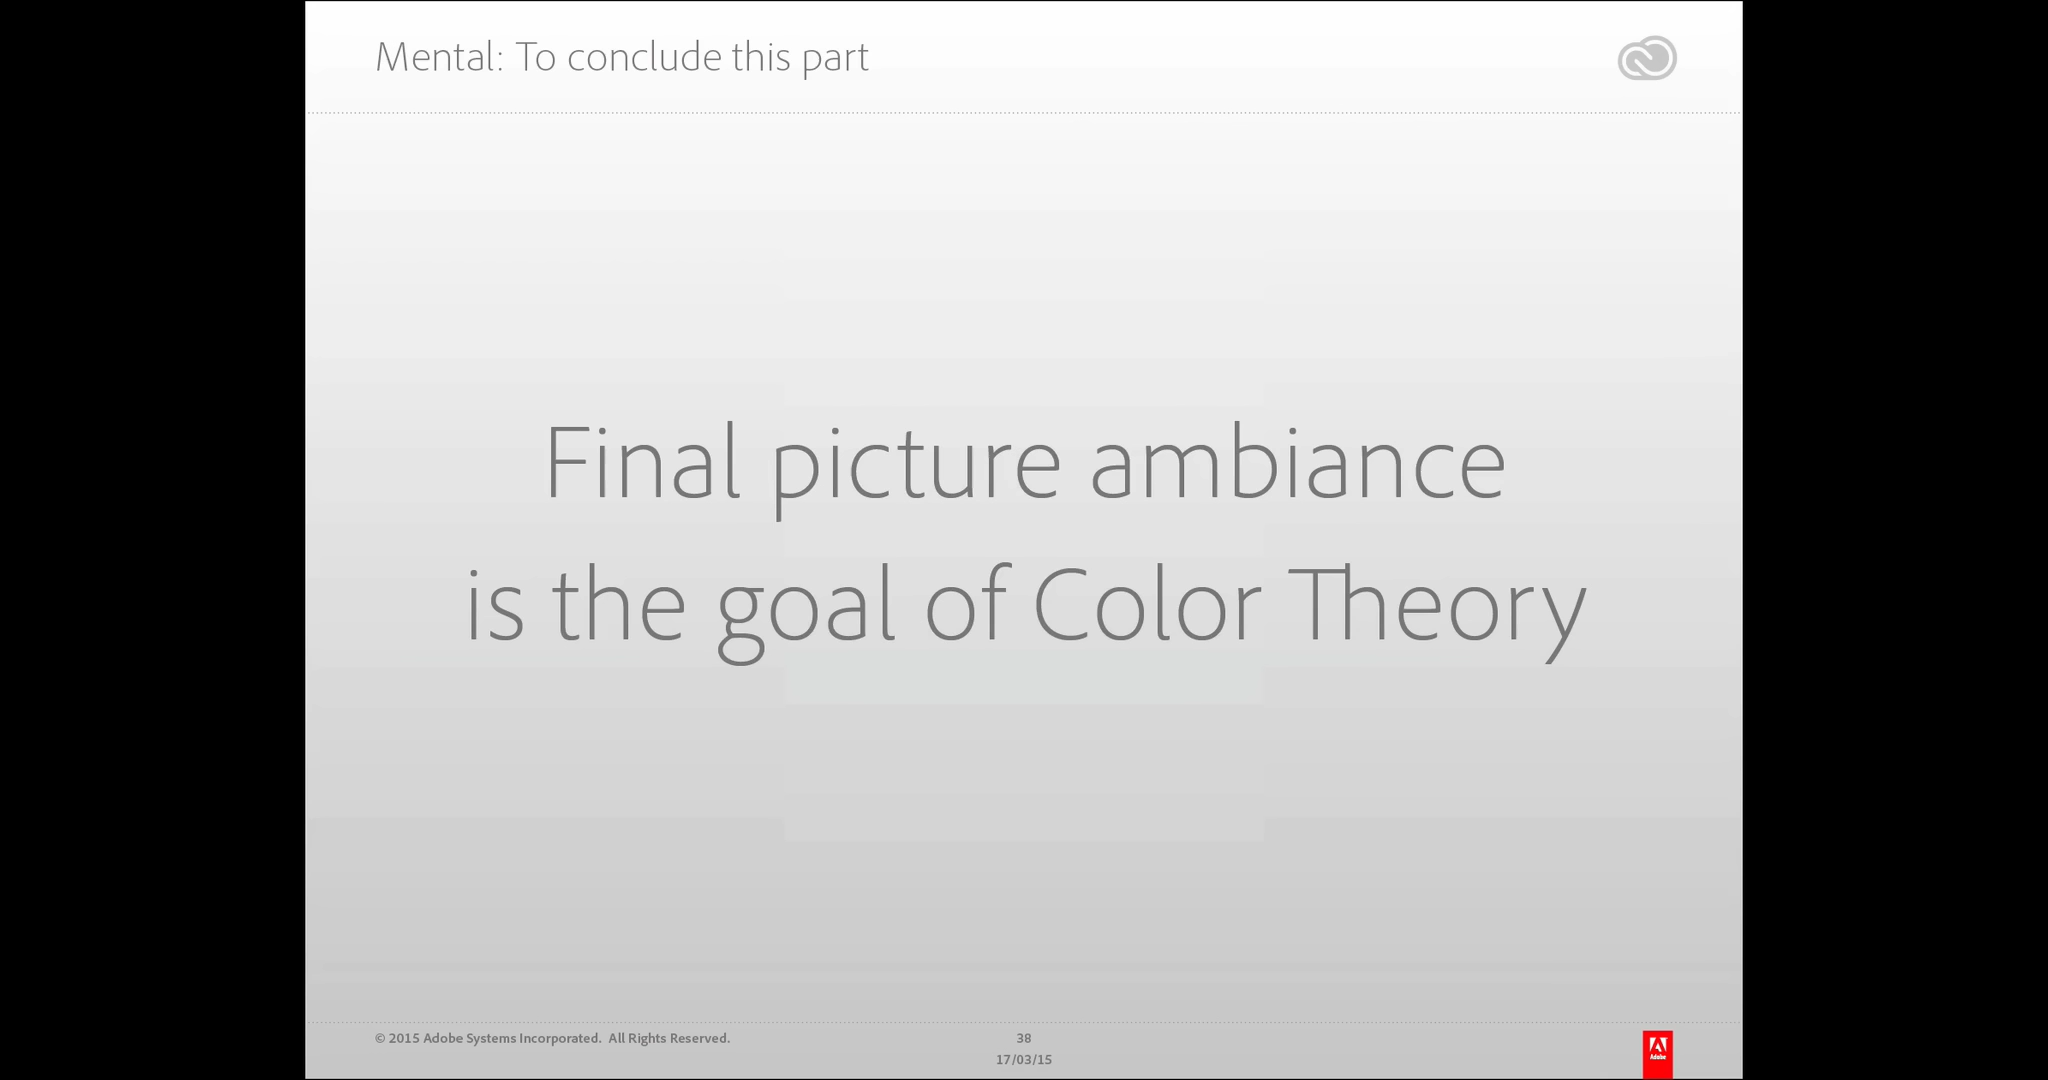 Mental: To conclude this part
Final picture ambiance
is the goal of Color Theory
© 2015 Adobe Systems Incorporated.  All Rights Reserved.
38
17/03/15
Adobe